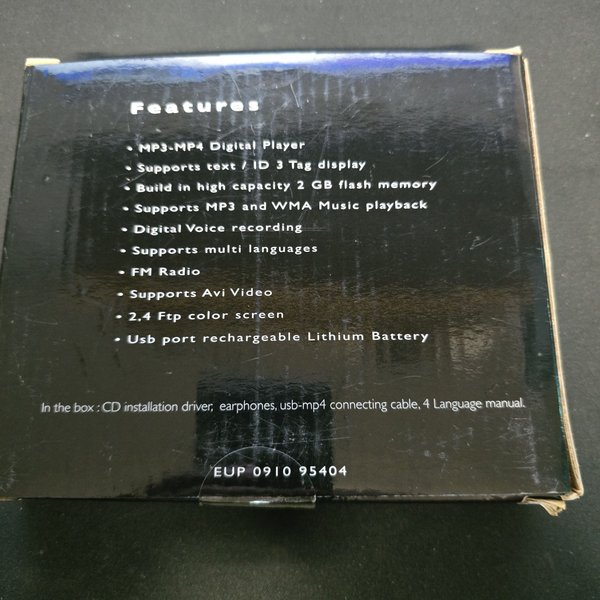 Features
• MP3-MP4 Digital Player
• Supports text / ID 3 Tag display
• Build in high capacity 2 GB flash memory
• Supports MP3 and WMA Music playback
• Digital Voice recording
• Supports multi languages
• FM Radio
• Supports Avi Video
• 2.4 Ftp color screen
• Usb port rechargeable Lithium Battery
In the box : CD installation driver, earphones, usb-mp4 connecting cable, 4 Language manual.
EUP 0910 95404